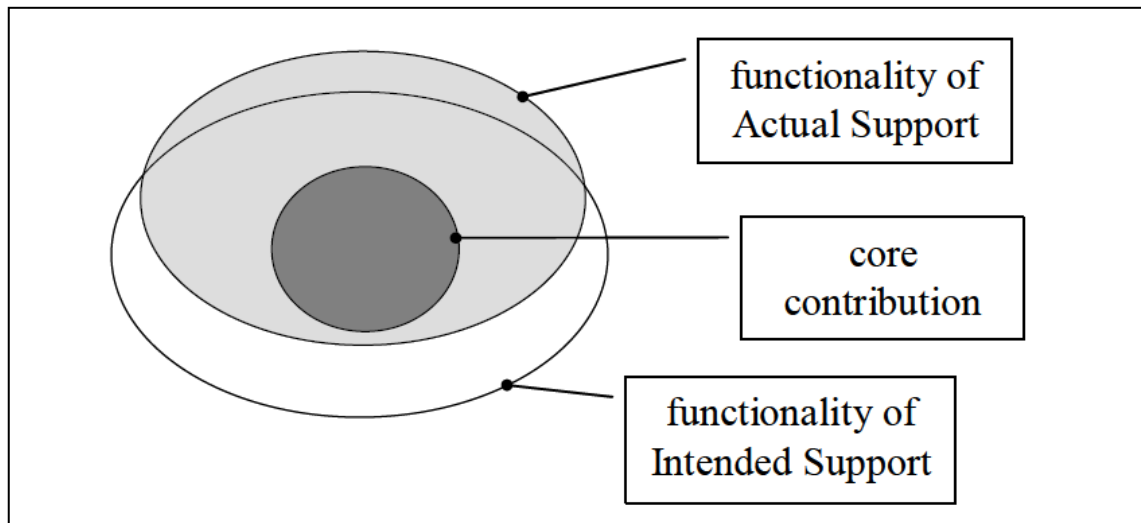 functionality of
Actual Support
core
contribution
functionality of
Intended Support